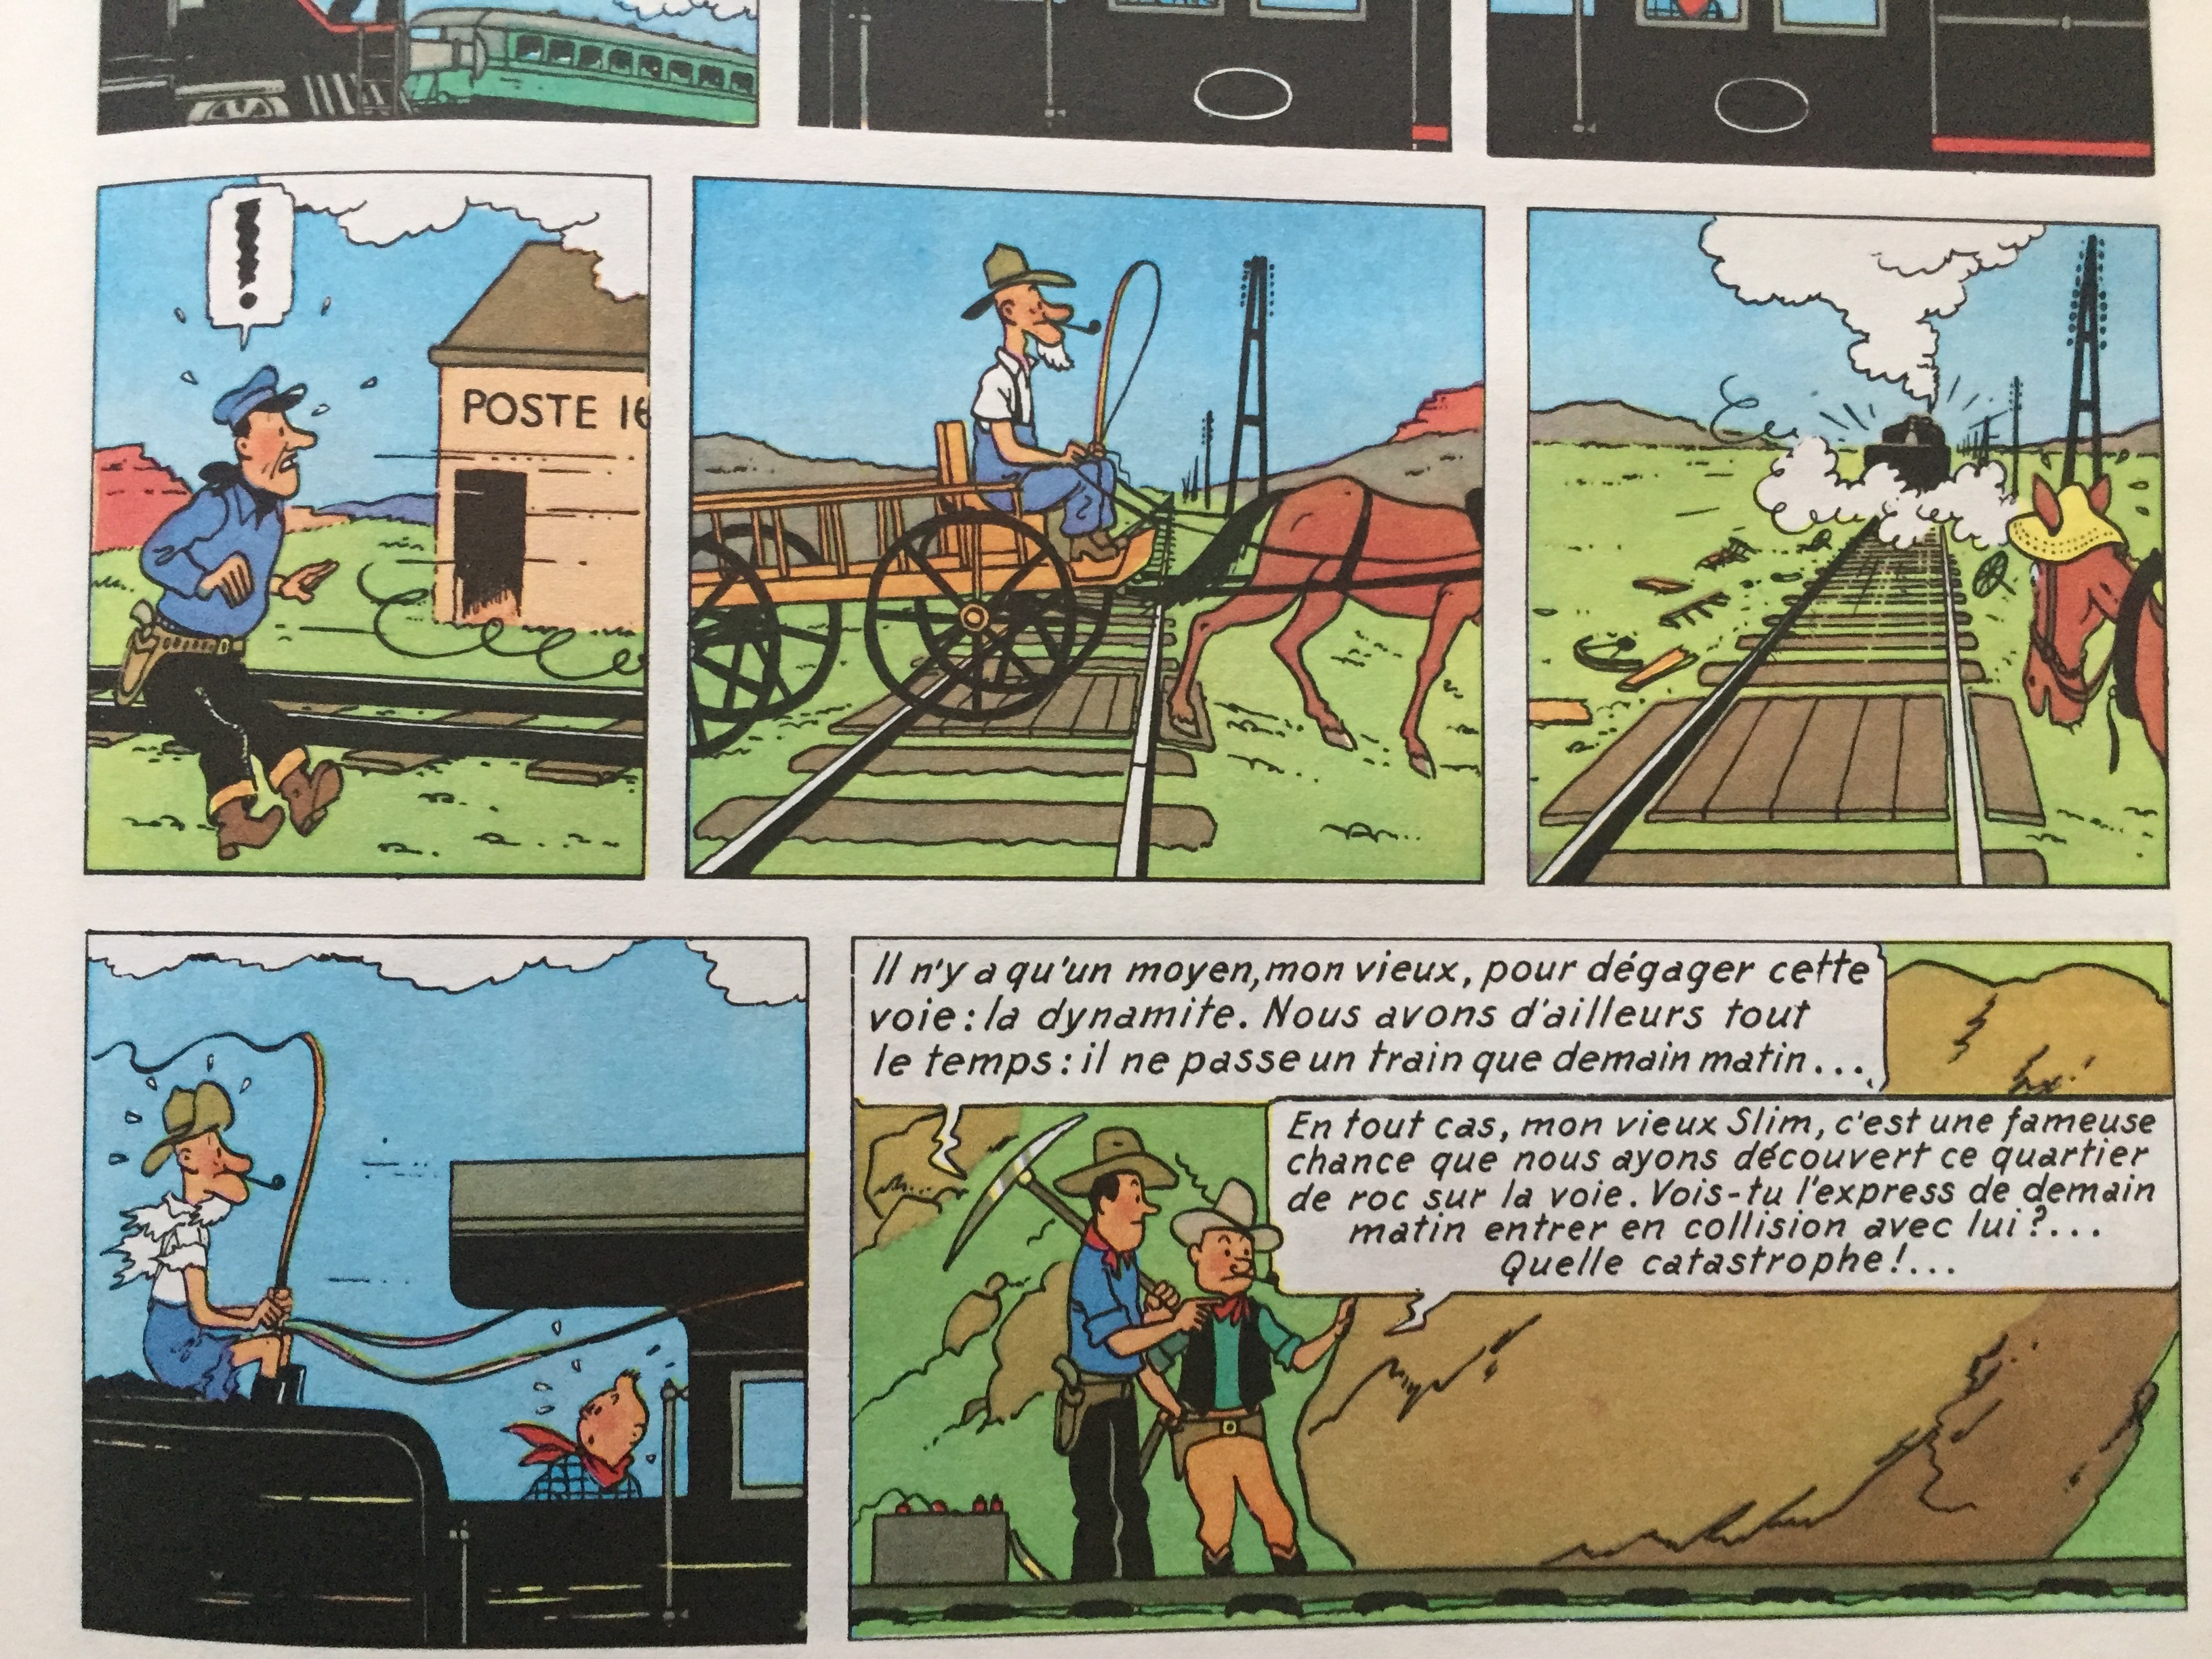 !
POSTE 16
Il n'y a qu'un moyen, mon vieux, pour dégager cette
voie : la dynamite. Nous avons d'ailleurs tout
le temps : il ne passe un train que demain matin...
En tout cas, mon vieux Slim, c'est une fameuse
chance que nous ayons découvert ce quartier
de roc sur la voie. Vois-tu l'express de demain
matin entrer en collision avec lui ?...
Quelle catastrophe !...